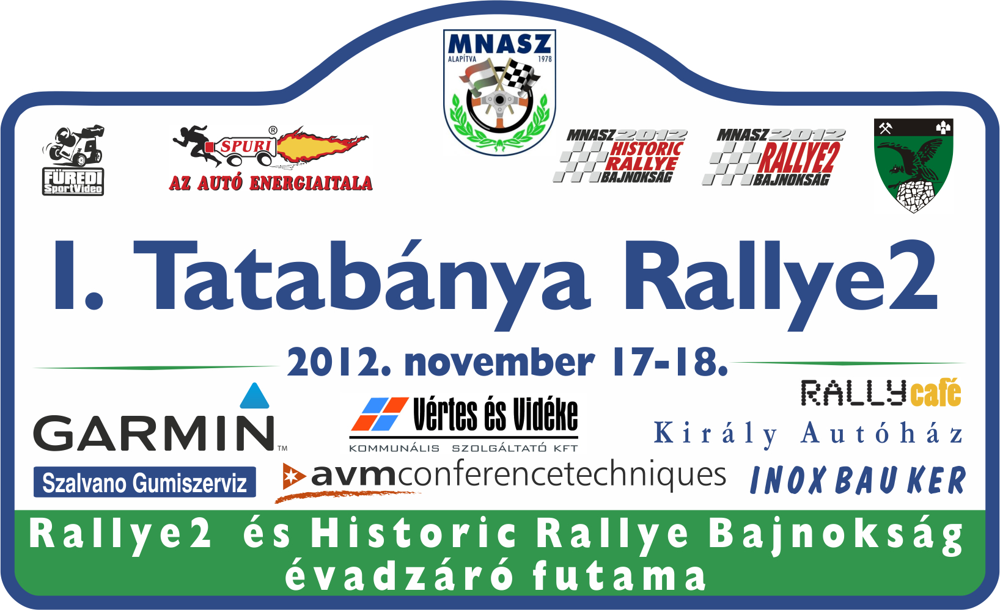 MNASZ
ALAPÍTVA 1978
FÜREDI
SportVideo
SPURI ®
AZ AUTÓ ENERGIAITALA
MNASZ 2012
HISTORIC
RALLYE
BAJNOKSÁG
MNASZ 2012
RALLYE2
BAJNOKSÁG
I. Tatabánya Rallye2
2012. november 17-18.
GARMIN TM
Vértes és Vidéke
KOMMUNÁLIS SZOLGÁLTATÓ KFT
RALLYcafé
Király Autóház
Szalvano Gumiszerviz
avmconferencetechniques
INOX BAU KER
Rallye2 és Historic Rallye Bajnokság
évadzáró futama